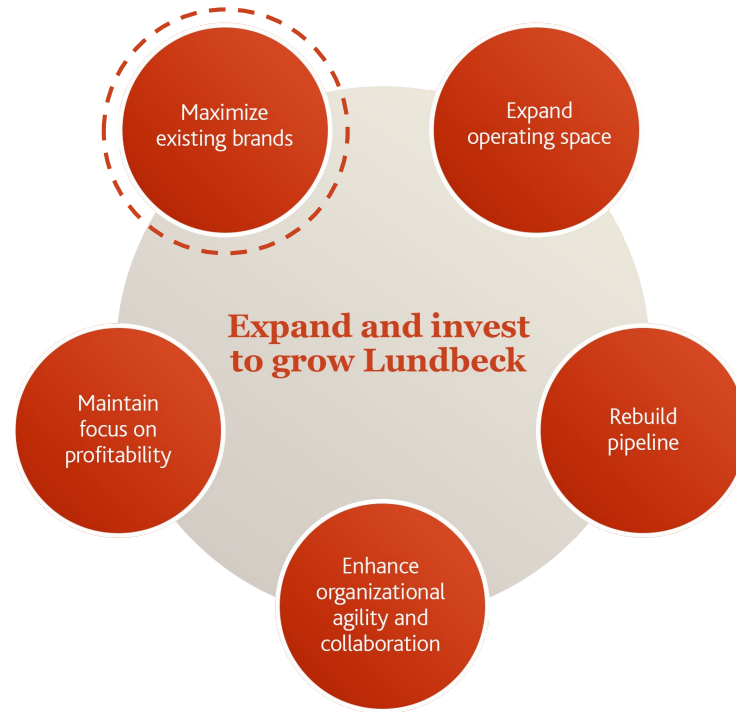 Maximize
existing brands
Expand
operating space
Expand and invest
to grow Lundbeck
Maintain
focus on
profitability
Rebuild
pipeline
Enhance
organizational
agility and
collaboration